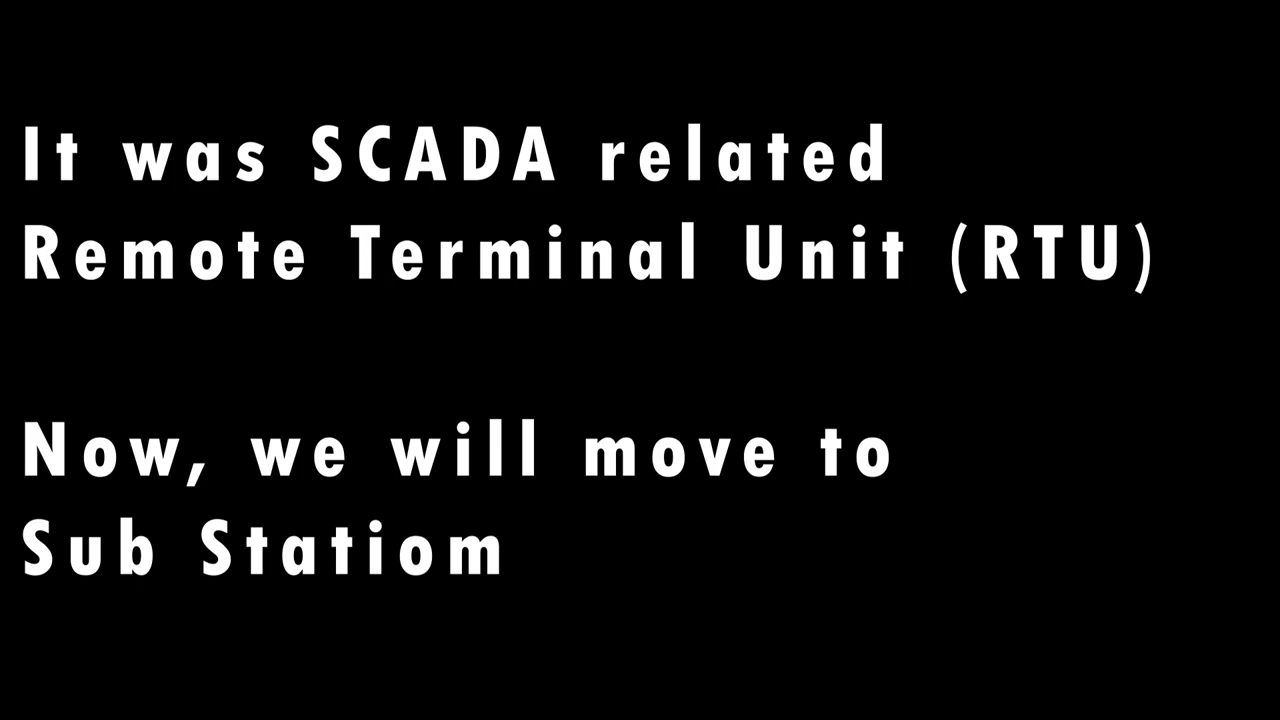 It was SCADA related
Remote Terminal Unit (RTU)
Now, we will move to
Sub Statiom